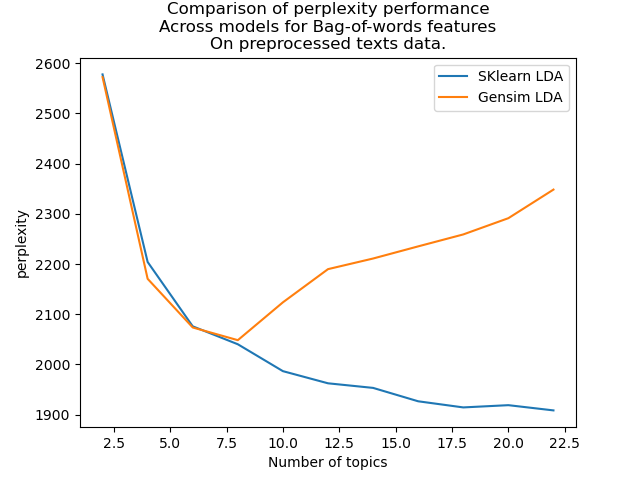 Comparison of perplexity performance
Across models for Bag-of-words features
On preprocessed texts data.
SKlearn LDA
Gensim LDA
perplexity
2600
2500
2400
2300
2200
2100
2000
1900
2.5 5.0 7.5 10.0 12.5 15.0 17.5 20.0 22.5
Number of topics